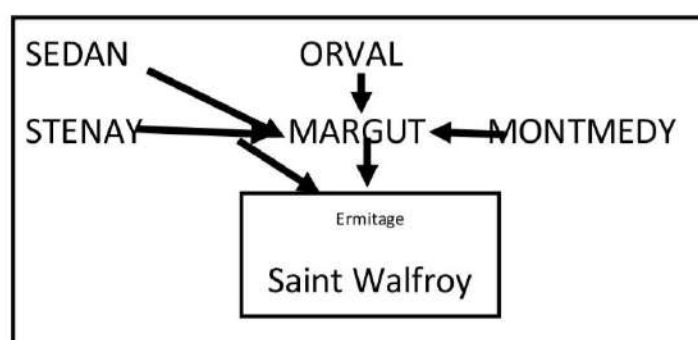 SEDAN ORVAL
STENAY MARGUT MONTMEDY
Ermitage
Saint Walfroy